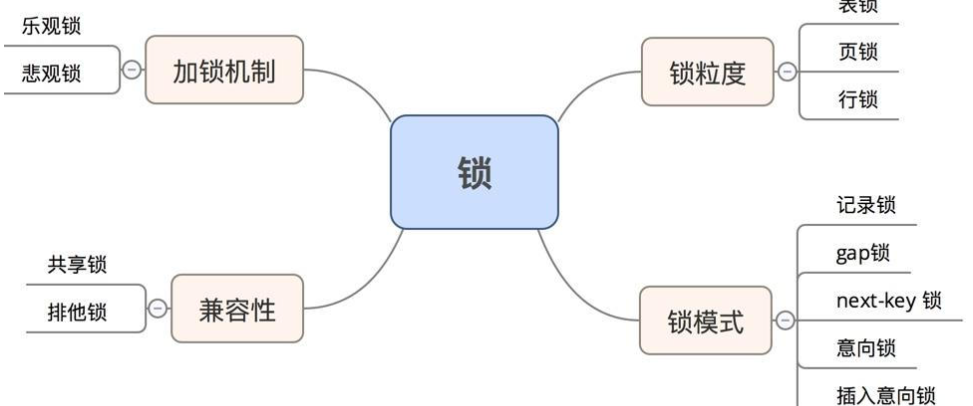 锁
加锁机制
乐观锁
悲观锁
兼容性
共享锁
排他锁
锁粒度
表锁
页锁
行锁
锁模式
记录锁
gap锁
next-key 锁
意向锁
插入意向锁